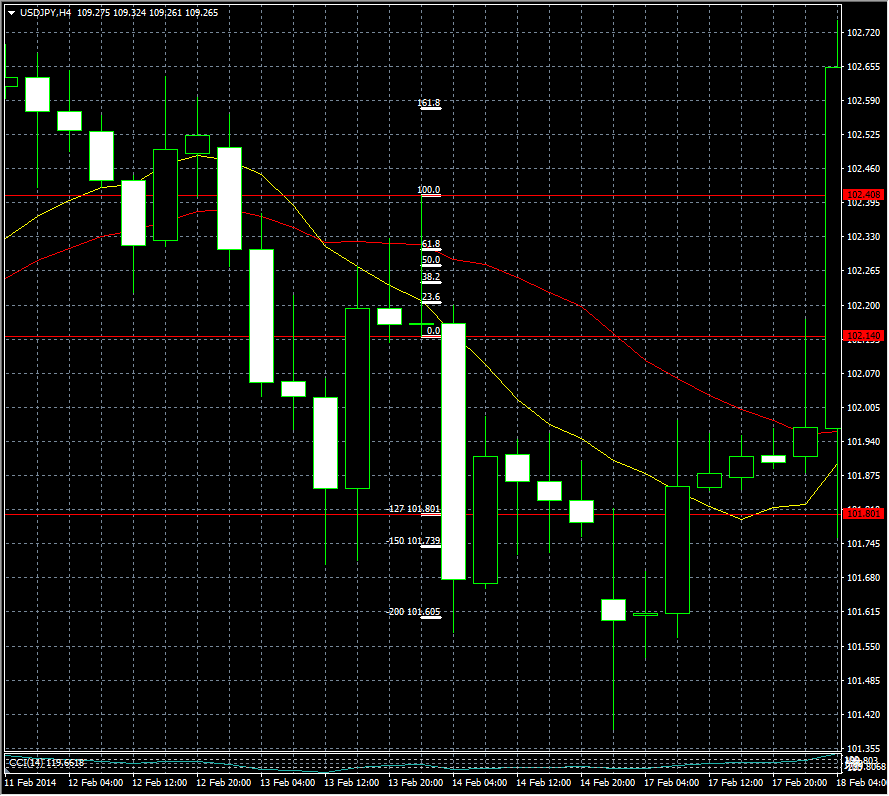 USDJPY,H4 109.275 109.324 109.261 109.265
102.720
102.655
102.590
161.8
102.525
102.460
100.0
102.408
102.395
102.330
61.8
50.0
102.265
38.2
23.6
102.200
0.0
102.140
102.070
102.005
101.940
101.875
-127 101.801
101.801
-150 101.739
101.745
101.680
-200 101.605
101.615
101.550
101.485
101.420
101.355
CCI(14) 119.6618
11 Feb 2014
12 Feb 04:00
12 Feb 12:00
12 Feb 20:00
13 Feb 04:00
13 Feb 12:00
13 Feb 20:00
14 Feb 04:00
14 Feb 12:00
14 Feb 20:00
17 Feb 04:00
17 Feb 12:00
17 Feb 20:00
18 Feb 04:00